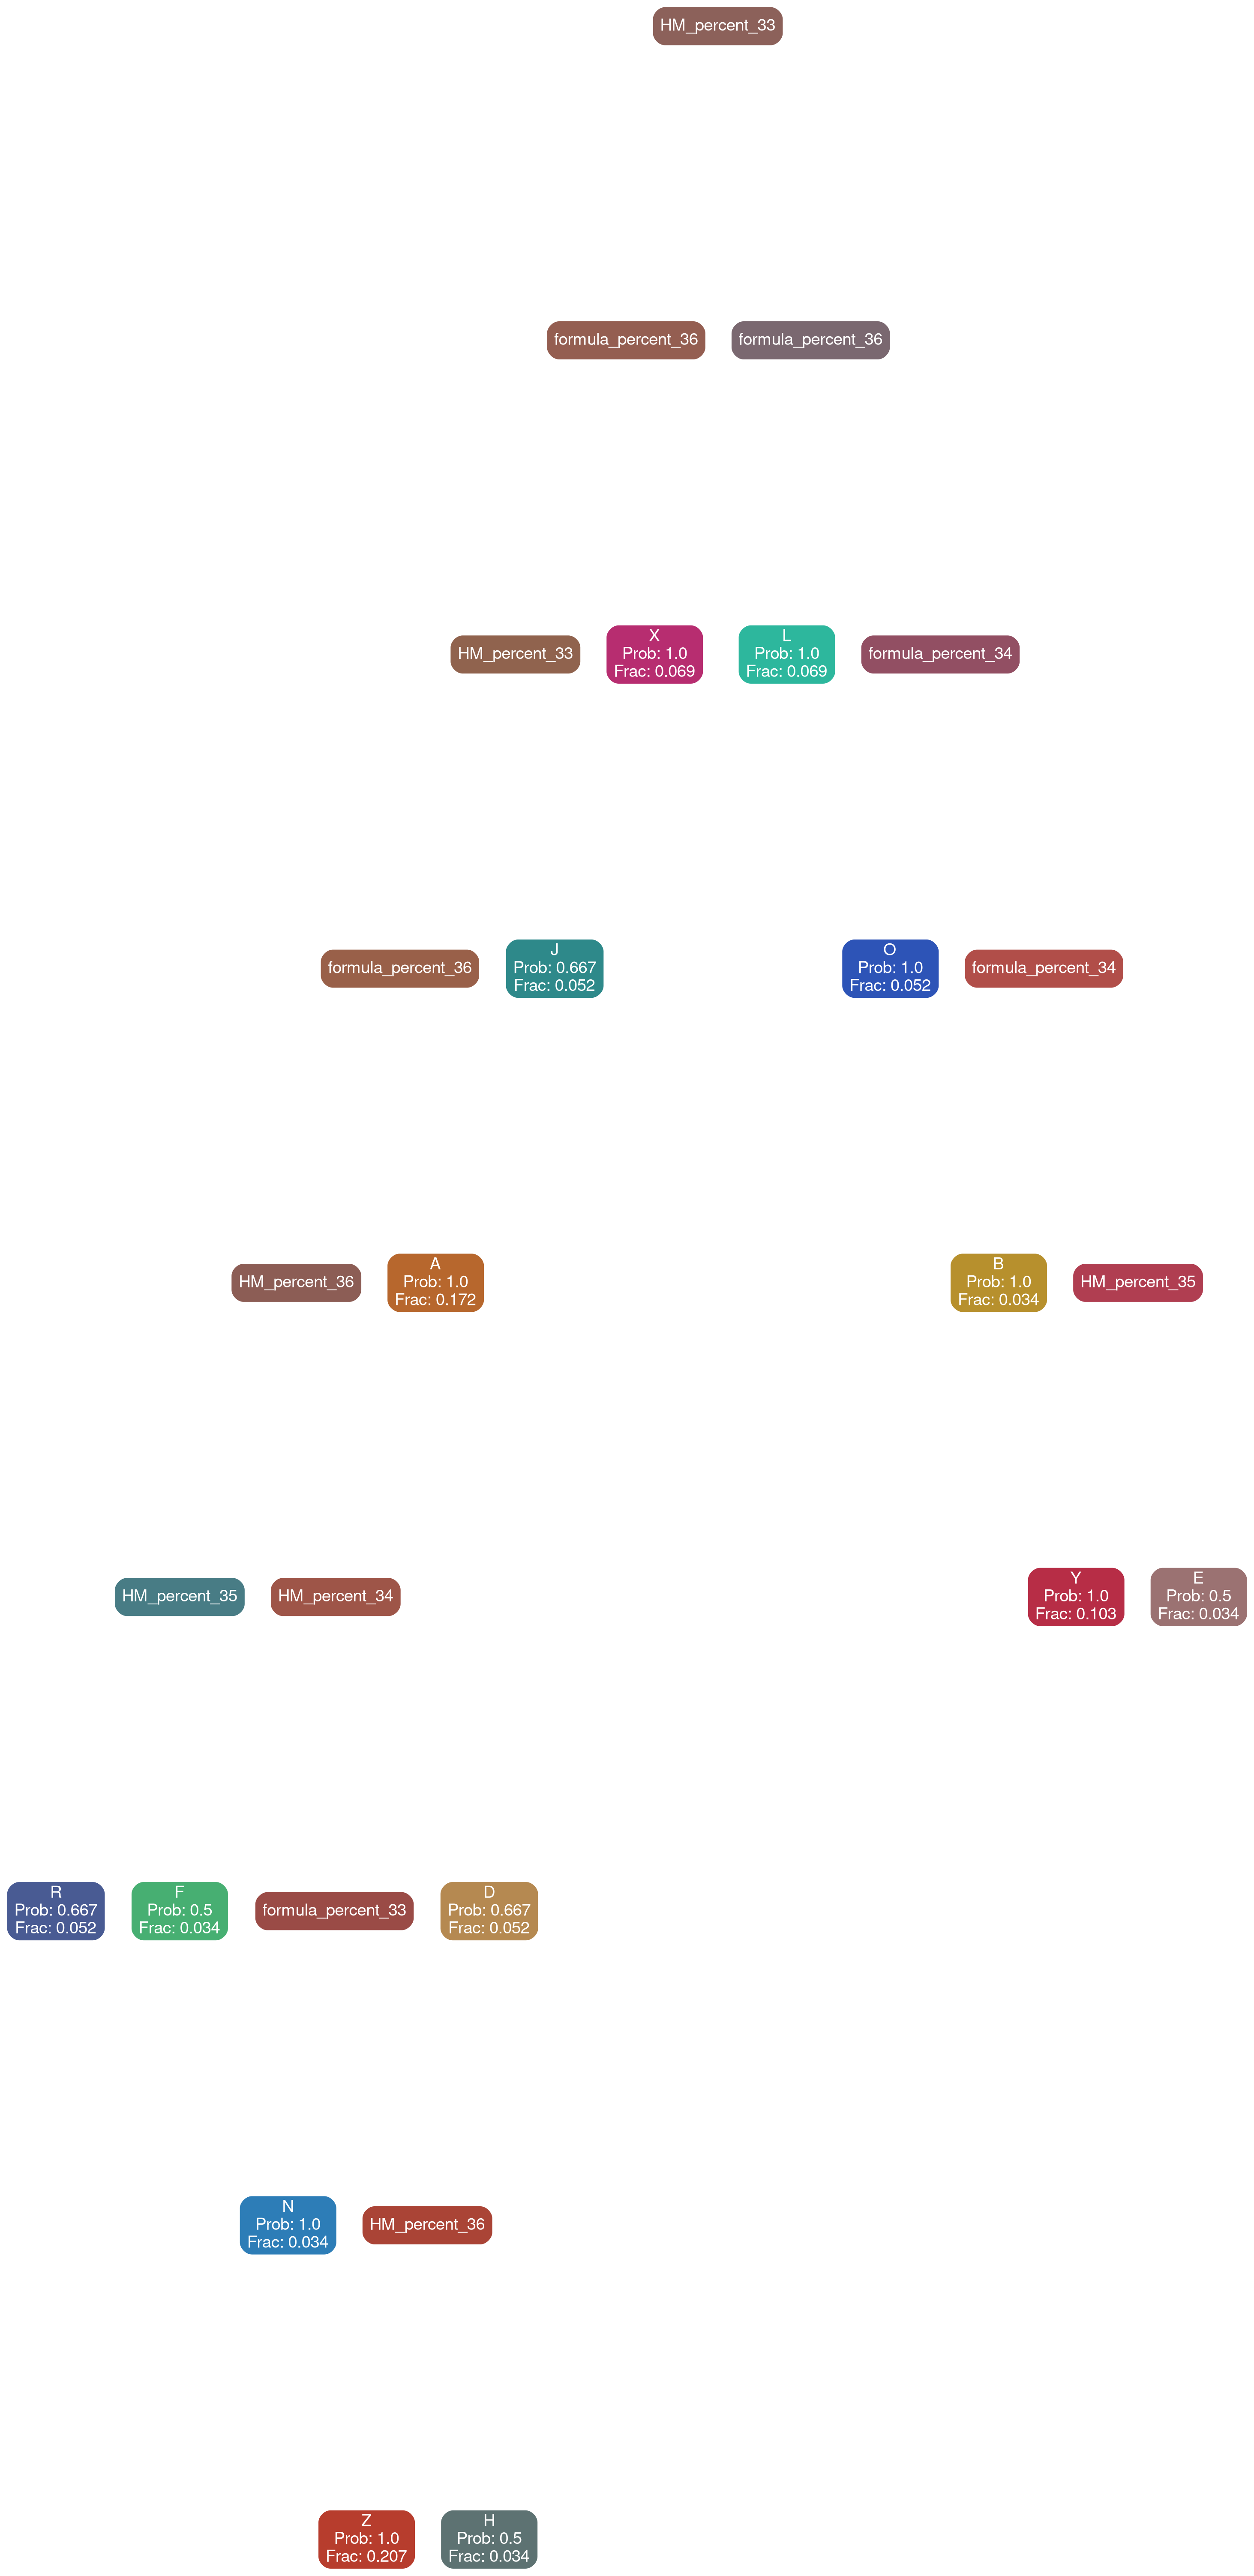 HM_percent_33
formula_percent_36
formula_percent_36
HM_percent_33
X
Prob: 1.0
Frac: 0.069
L
Prob: 1.0
Frac: 0.069
formula_percent_34
formula_percent_36
J
Prob: 0.667
Frac: 0.052
O
Prob: 1.0
Frac: 0.052
formula_percent_34
HM_percent_36
A
Prob: 1.0
Frac: 0.172
B
Prob: 1.0
Frac: 0.034
HM_percent_35
HM_percent_35
HM_percent_34
Y
Prob: 1.0
Frac: 0.103
E
Prob: 0.5
Frac: 0.034
R
Prob: 0.667
Frac: 0.052
F
Prob: 0.5
Frac: 0.034
formula_percent_33
D
Prob: 0.667
Frac: 0.052
N
Prob: 1.0
Frac: 0.034
HM_percent_36
Z
Prob: 1.0
Frac: 0.207
H
Prob: 0.5
Frac: 0.034